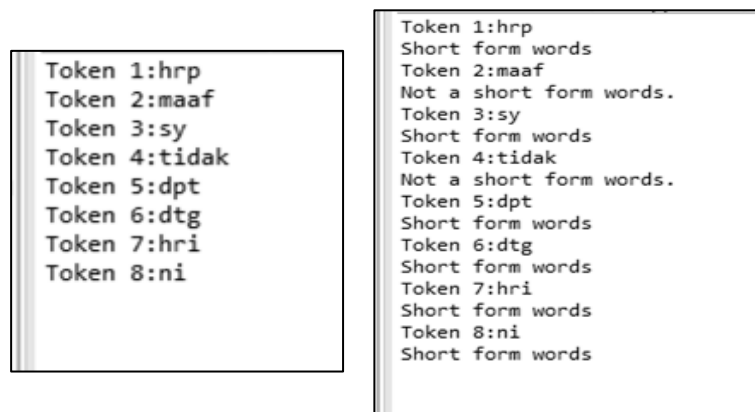 Token 1:hrp
Token 2:maaf
Token 3:sy
Token 4:tidak
Token 5:dpt
Token 6:dtg
Token 7:hri
Token 8:ni
Token 1:hrp
Short form words
Token 2:maaf
Not a short form words.
Token 3:sy
Short form words
Token 4:tidak
Not a short form words.
Token 5:dpt
Short form words
Token 6:dtg
Short form words
Token 7:hri
Short form words
Token 8:ni
Short form words